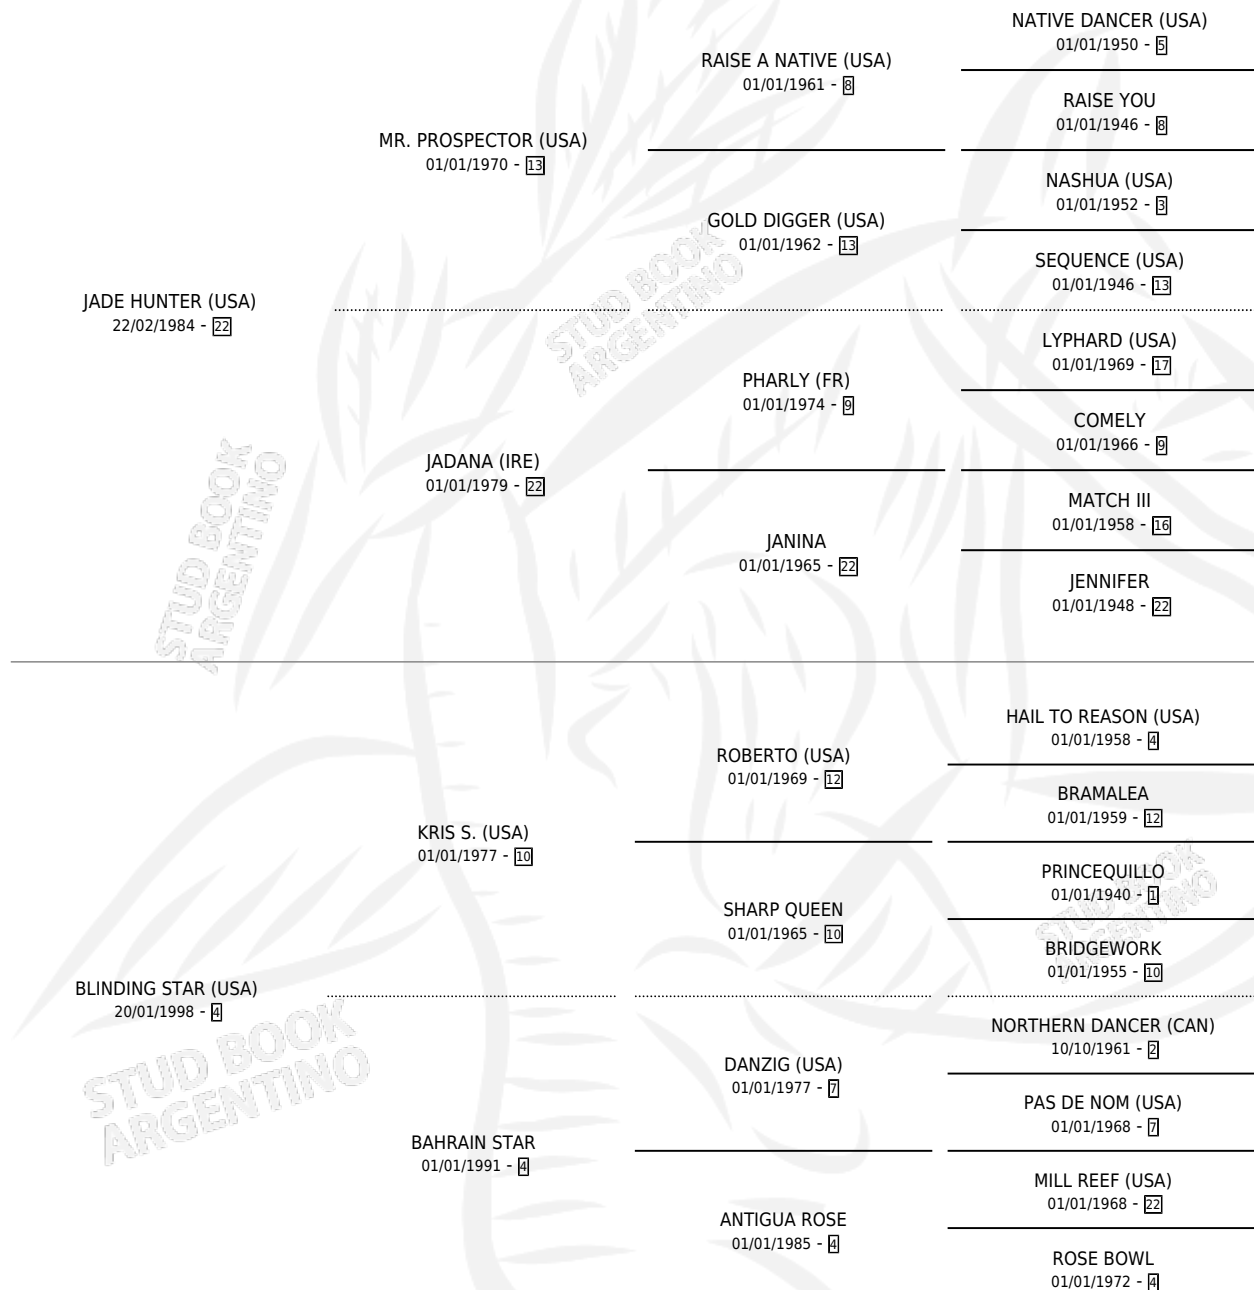 NATIVE DANCER (USA)
01/01/1950 - 5
RAISE A NATIVE (USA)
01/01/1961 - 8
RAISE YOU
01/01/1946 - 8
MR. PROSPECTOR (USA)
01/01/1970 - 13
NASHUA (USA)
01/01/1952 - 3
GOLD DIGGER (USA)
01/01/1962 - 13
SEQUENCE (USA)
01/01/1946 - 13
JADE HUNTER (USA)
22/02/1984 - 22
STUD BOOK
ARGENTINO
LYPHARD (USA)
01/01/1969 - 17
PHARLY (FR)
01/01/1974 - 9
COMELY
01/01/1966 - 9
JADANA (IRE)
01/01/1979 - 22
MATCH III
01/01/1958 - 16
JANINA
01/01/1965 - 22
JENNIFER
01/01/1948 - 22
STUD BOOK
ARGENTINO
HAIL TO REASON (USA)
01/01/1958 - 4
ROBERTO (USA)
01/01/1969 - 12
BRAMALEA
01/01/1959 - 12
KRIS S. (USA)
01/01/1977 - 10
PRINCEQUILLO
01/01/1940 - 1
SHARP QUEEN
01/01/1965 - 10
BRIDGEWORK
01/01/1955 - 10
STUD BOOK
ARGENTINO
BLINDING STAR (USA)
20/01/1998 - 4
STUD BOOK
ARGENTINO
NORTHERN DANCER (CAN)
10/10/1961 - 2
DANZIG (USA)
01/01/1977 - 7
PAS DE NOM (USA)
01/01/1968 - 7
BAHRAIN STAR
01/01/1991 - 4
MILL REEF (USA)
01/01/1968 - 22
ANTIGUA ROSE
01/01/1985 - 4
ROSE BOWL
01/01/1972 - 4